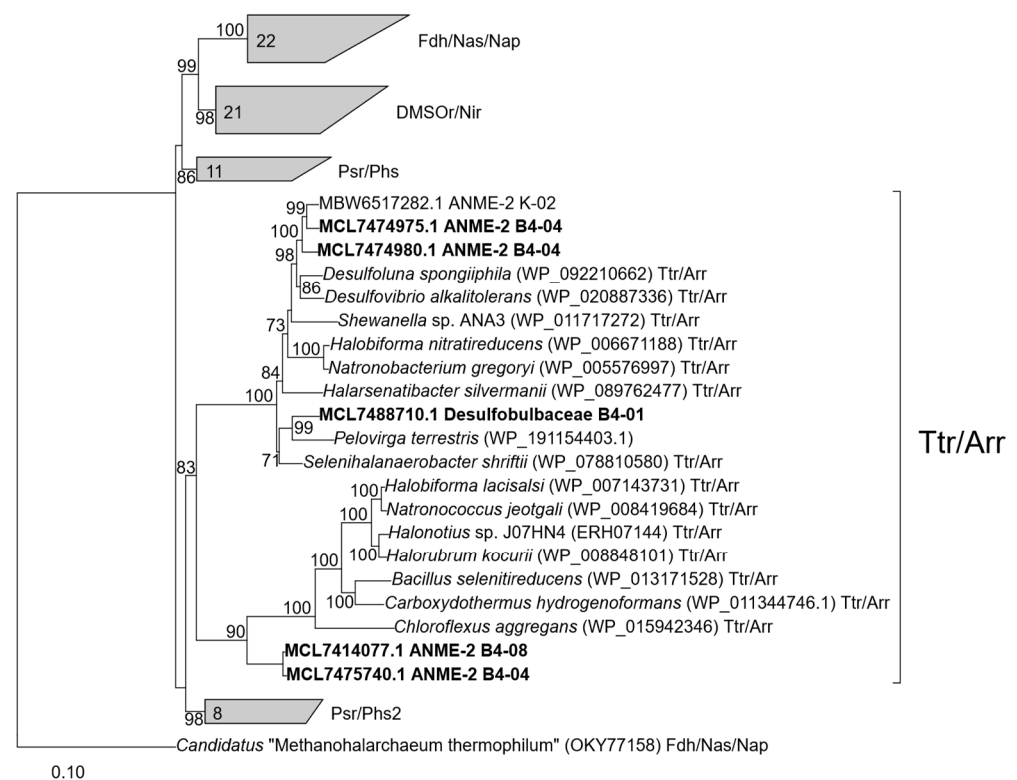 100
22
Fdh/Nas/Nap
99
98
21
DMSOr/Nir
86
11
Psr/Phs
99
MBW6517282.1 ANME-2 K-02
100
MCL7474975.1 ANME-2 B4-04
98
MCL7474980.1 ANME-2 B4-04
Desulfoluna spongiiphila (WP_092210662) Ttr/Arr
86
Desulfovibrio alkalitolerans (WP_020887336) Ttr/Arr
73
Shewanella sp. ANA3 (WP_011717272) Ttr/Arr
100
Halobiforma nitratireducens (WP_006671188) Ttr/Arr
Natronobacterium gregoryi (WP_005576997) Ttr/Arr
84
Halarsenatibacter silvermanii (WP_089762477) Ttr/Arr
100
MCL7488710.1 Desulfobulbaceae B4-01
99
Pelovirga terrestris (WP_191154403.1)
71
Selenihalanaerobacter shriftii (WP_078810580) Ttr/Arr
Ttr/Arr
83
100
Halobiforma lacisalsi (WP_007143731) Ttr/Arr
Natronococcus jeotgali (WP_008419684) Ttr/Arr
100
Halonotius sp. J07HN4 (ERH07144) Ttr/Arr
100
Halorubrum kocurii (WP_008848101) Ttr/Arr
100
Bacillus selenitireducens (WP_013171528) Ttr/Arr
100
Carboxydothermus hydrogenoformans (WP_011344746.1) Ttr/Arr
100
Chloroflexus aggregans (WP_015942346) Ttr/Arr
90
MCL7414077.1 ANME-2 B4-08
MCL7475740.1 ANME-2 B4-04
98
8
Psr/Phs2
Candidatus "Methanohalarchaeum thermophilum" (OKY77158) Fdh/Nas/Nap
0.10